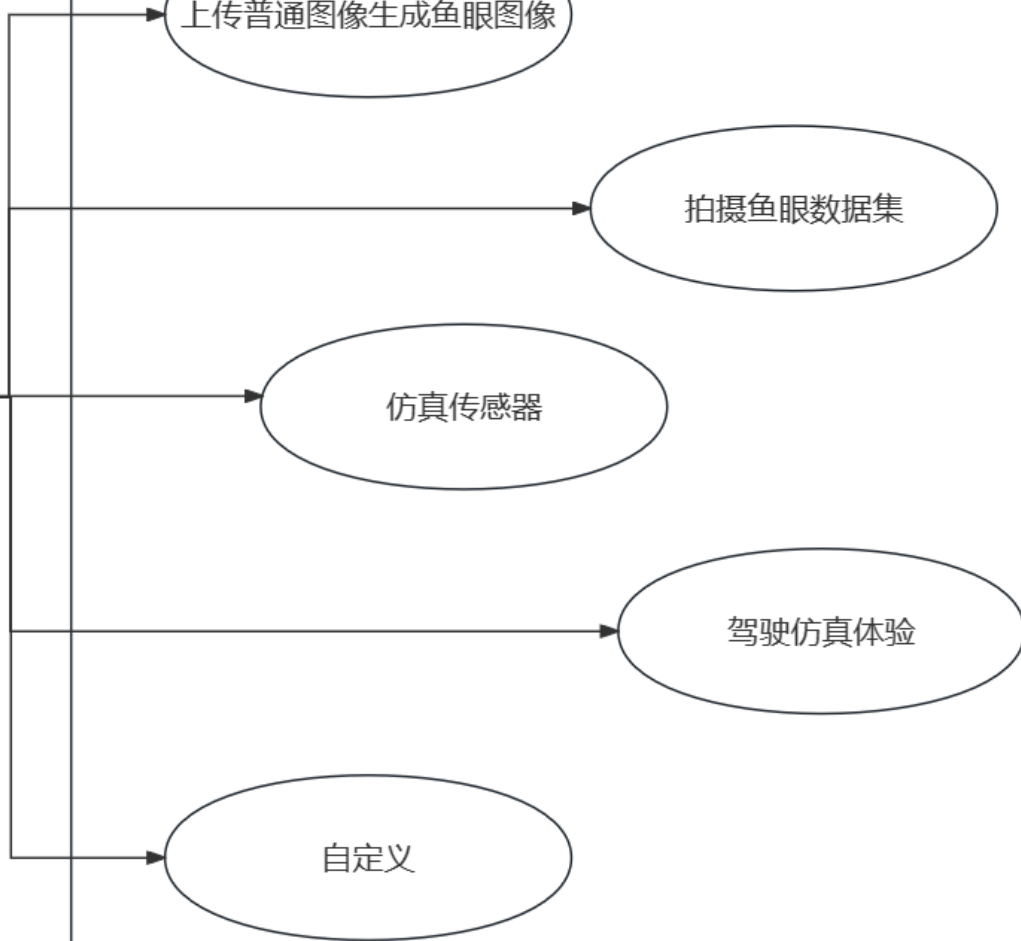 上传普通图像生成鱼眼图像
拍摄鱼眼数据集
仿真传感器
驾驶仿真体验
自定义